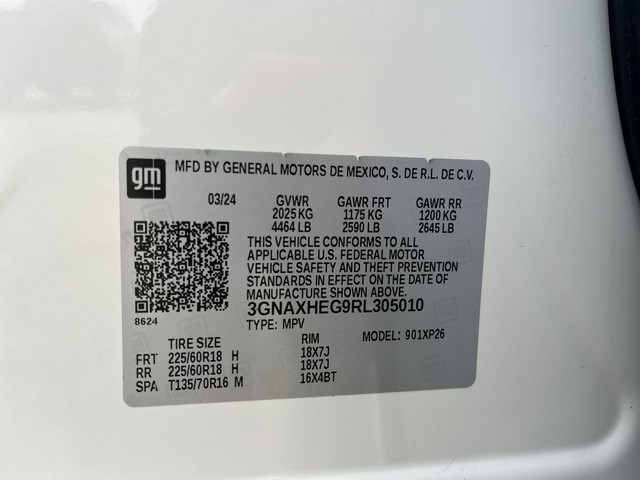 gm
MFD BY GENERAL MOTORS DE MEXICO, S. DE R.L. DE C.V.
03/24 GVWR GAWR FRT GAWR RR
2025 KG 1175 KG 1200 KG
4464 LB 2590 LB 2645 LB
THIS VEHICLE CONFORMS TO ALL
APPLICABLE U.S. FEDERAL MOTOR
VEHICLE SAFETY AND THEFT PREVENTION
STANDARDS IN EFFECT ON THE DATE OF
MANUFACTURE SHOWN ABOVE.
3GNAXHEG9RL305010
8624
TYPE: MPV MODEL: 901XP26
TIRE SIZE RIM
FRT 225/60R18 H 18X7J
RR 225/60R18 H 18X7J
SPA T135/70R16 M 16X4BT